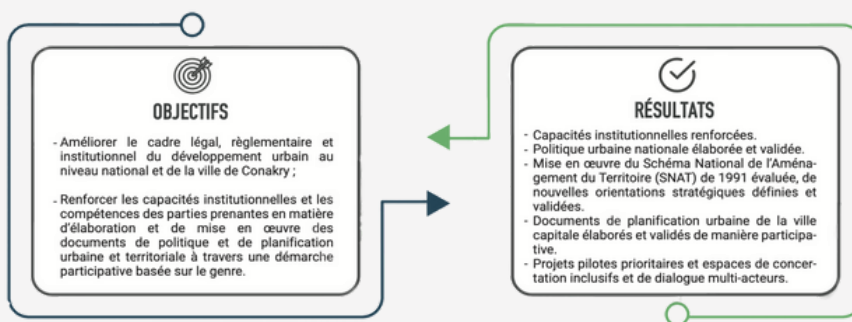 OBJECTIFS
- Améliorer le cadre légal, règlementaire et
institutionnel du développement urbain au
niveau national et de la ville de Conakry ;
- Renforcer les capacités institutionnelles et les
compétences des parties prenantes en matière
d'élaboration et de mise en œuvre des
documents de politique et de planification
urbaine et territoriale à travers une démarche
participative basée sur le genre.
RÉSULTATS
- Capacités institutionnelles renforcées.
- Politique urbaine nationale élaborée et validée.
- Mise en œuvre du Schéma National de l'Aména-
gement du Territoire (SNAT) de 1991 évaluée, de
nouvelles orientations stratégiques définies et
validées.
- Documents de planification urbaine de la ville
capitale élaborés et validés de manière participa-
tive.
- Projets pilotes prioritaires et espaces de concer-
tation inclusifs et de dialogue multi-acteurs.